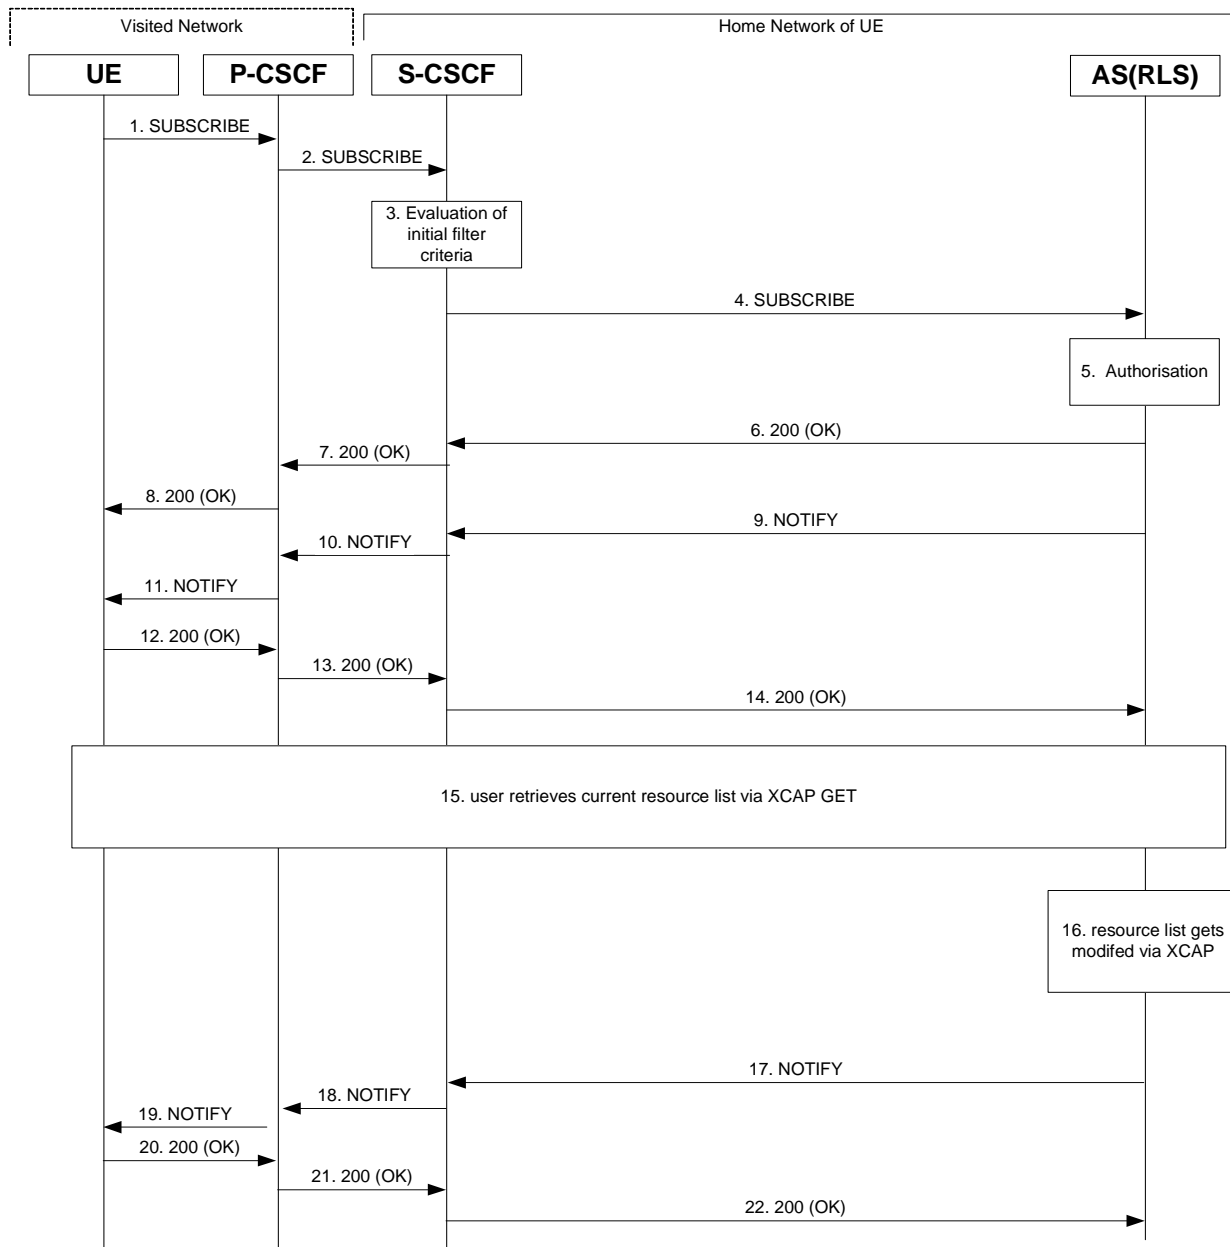 Visited Network
Home Network of UE
UE
P-CSCF
S-CSCF
AS(RLS)
1. SUBSCRIBE
2. SUBSCRIBE
3. Evaluation of
initial filter
criteria
4. SUBSCRIBE
5. Authorisation
6. 200 (OK)
7. 200 (OK)
8. 200 (OK)
9. NOTIFY
10. NOTIFY
11. NOTIFY
12. 200 (OK)
13. 200 (OK)
14. 200 (OK)
15. user retrieves current resource list via XCAP GET
16. resource list gets
modifed via XCAP
17. NOTIFY
18. NOTIFY
19. NOTIFY
20. 200 (OK)
21. 200 (OK)
22. 200 (OK)